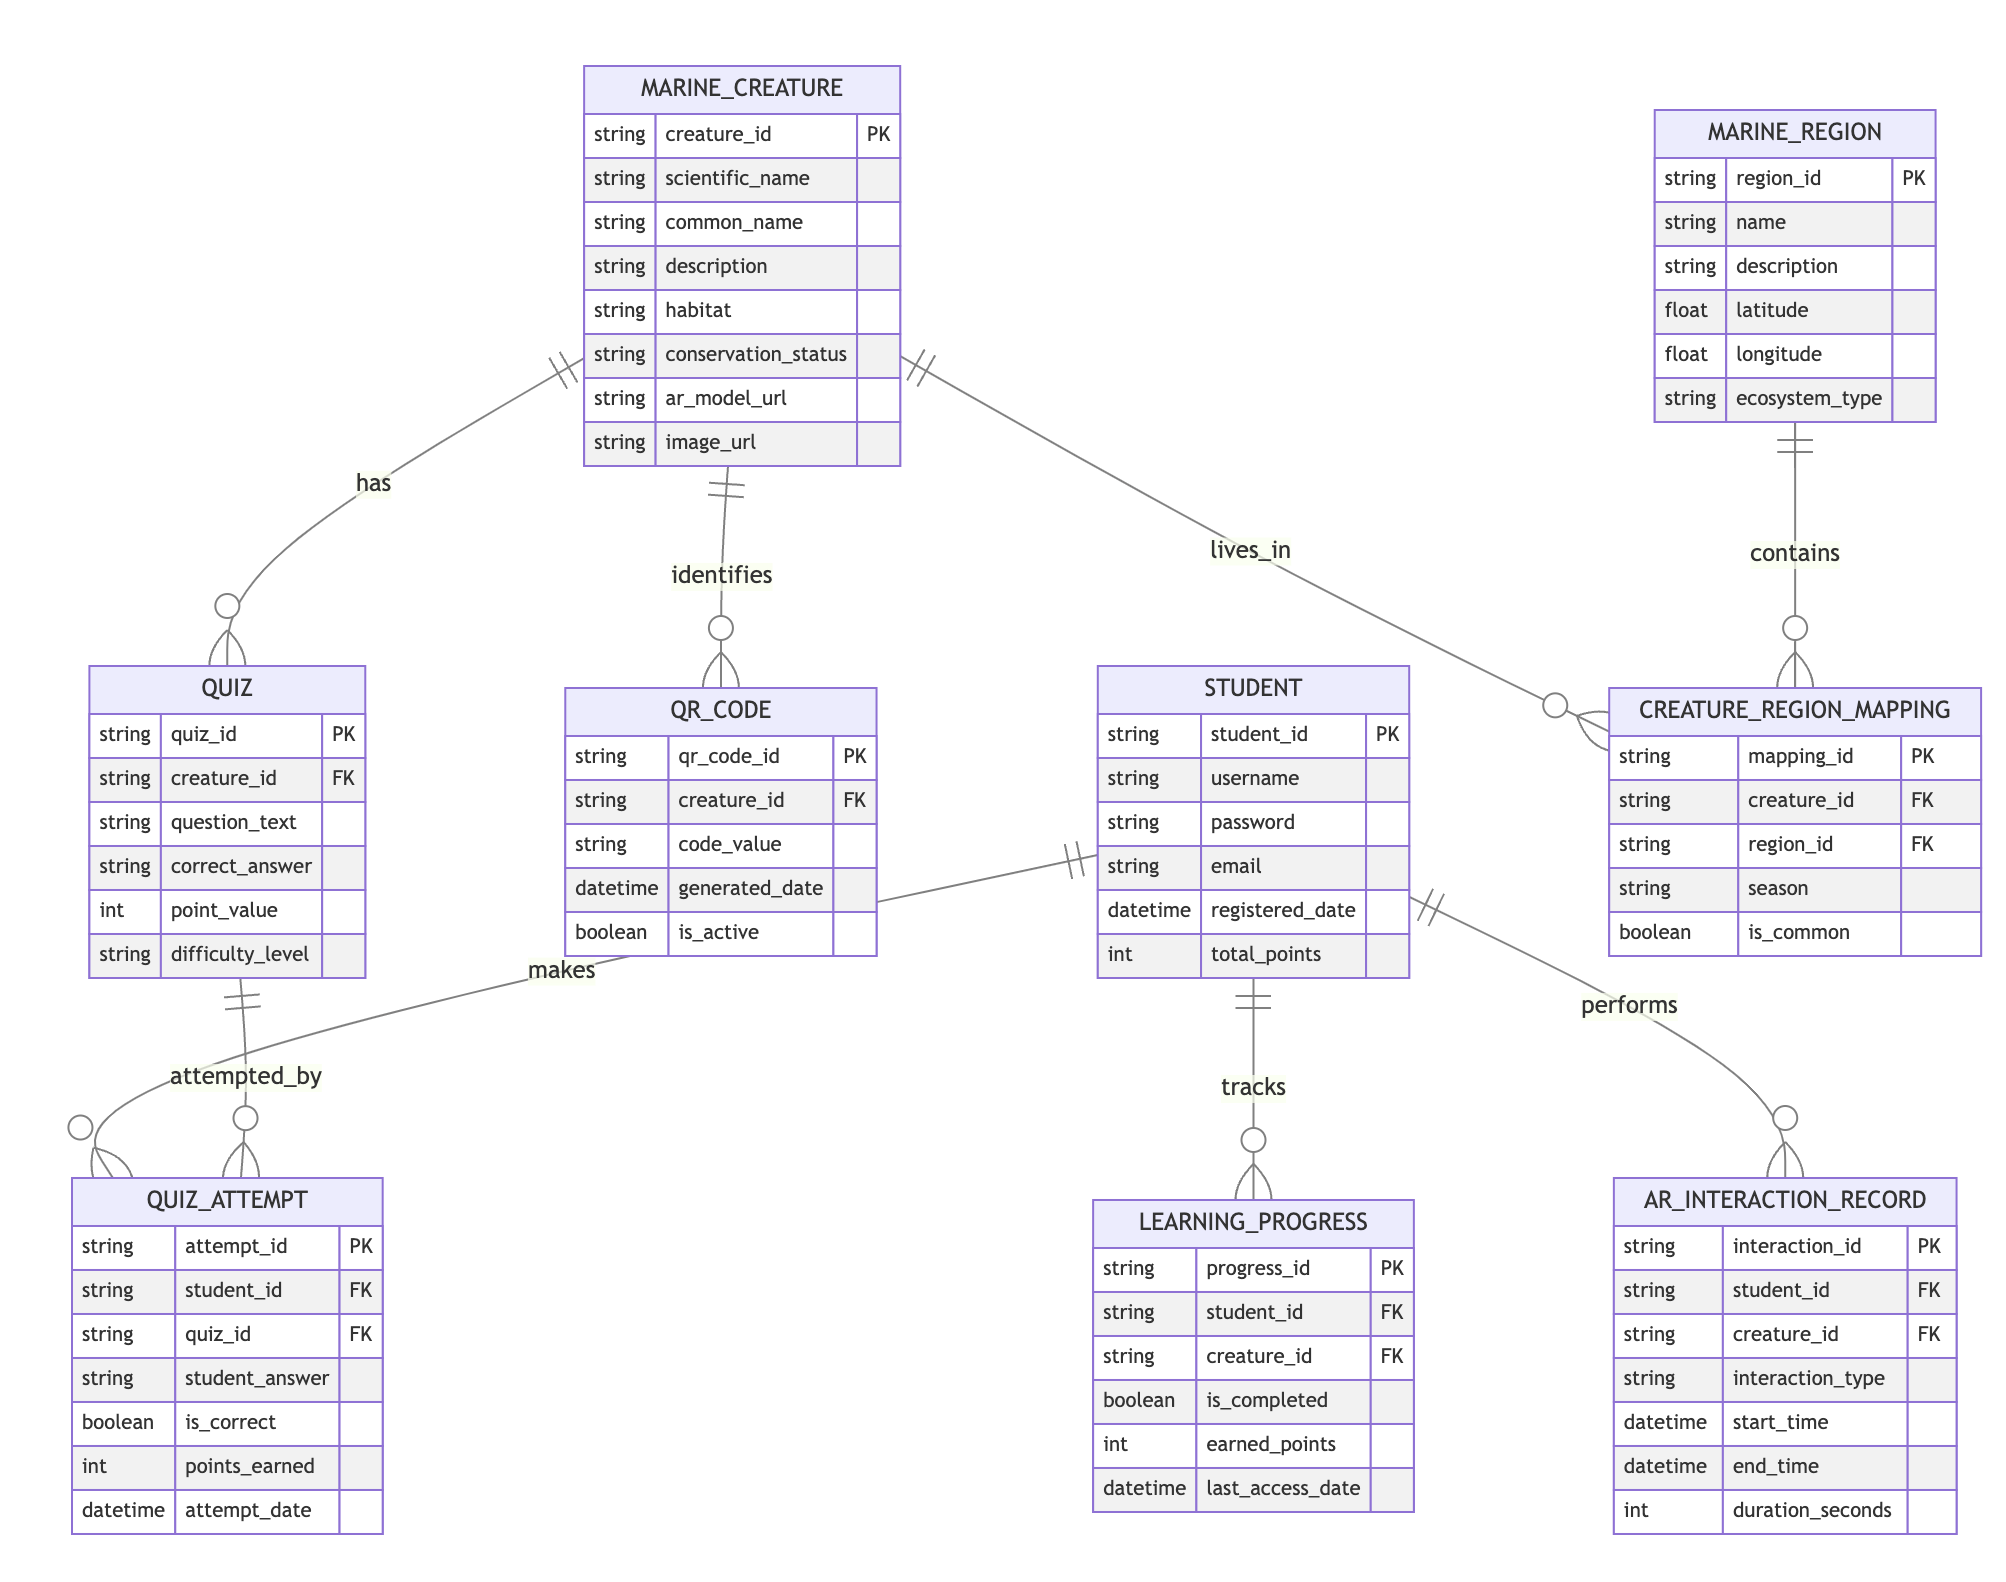 MARINE_CREATURE
string creature_id PK
string scientific_name
string common_name
string description
string habitat
string conservation_status
string ar_model_url
string image_url
MARINE_REGION
string region_id PK
string name
string description
float latitude
float longitude
string ecosystem_type
has
identifies
lives_in
contains
QUIZ
string quiz_id PK
string creature_id FK
string question_text
string correct_answer
int point_value
string difficulty_level
QR_CODE
string qr_code_id PK
string creature_id FK
string code_value
datetime generated_date
boolean is_active
STUDENT
string student_id PK
string username
string password
string email
datetime registered_date
int total_points
CREATURE_REGION_MAPPING
string mapping_id PK
string creature_id FK
string region_id FK
string season
boolean is_common
makes
performs
attempted_by
tracks
QUIZ_ATTEMPT
string attempt_id PK
string student_id FK
string quiz_id FK
string student_answer
boolean is_correct
int points_earned
datetime attempt_date
LEARNING_PROGRESS
string progress_id PK
string student_id FK
string creature_id FK
boolean is_completed
int earned_points
datetime last_access_date
AR_INTERACTION_RECORD
string interaction_id PK
string student_id FK
string creature_id FK
string interaction_type
datetime start_time
datetime end_time
int duration_seconds